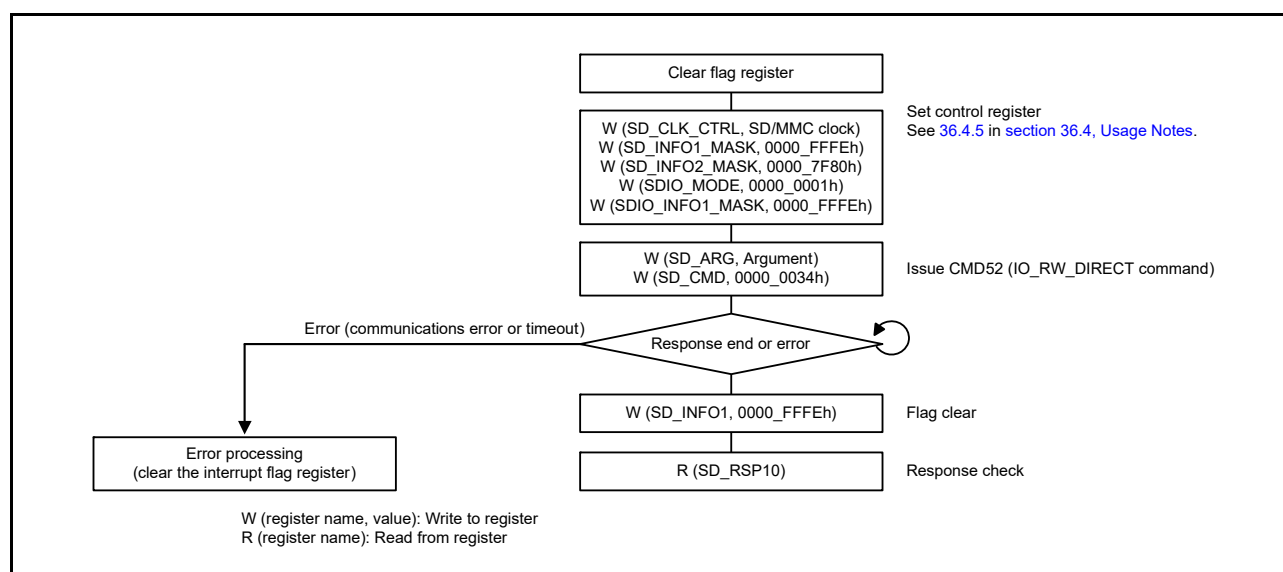 Clear flag register
Set control register
See 36.4.5 in section 36.4, Usage Notes.
W (SD_CLK_CTRL, SD/MMC clock)
W (SD_INFO1_MASK, 0000_FFFEh)
W (SD_INFO2_MASK, 0000_7F80h)
W (SDIO_MODE, 0000_0001h)
W (SDIO_INFO1_MASK, 0000_FFFEh)
W (SD_ARG, Argument)
W (SD_CMD, 0000_0034h)
Issue CMD52 (IO_RW_DIRECT command)
Error (communications error or timeout)
Response end or error
W (SD_INFO1, 0000_FFFEh)
Flag clear
Error processing
(clear the interrupt flag register)
R (SD_RSP10)
Response check
W (register name, value): Write to register
R (register name): Read from register